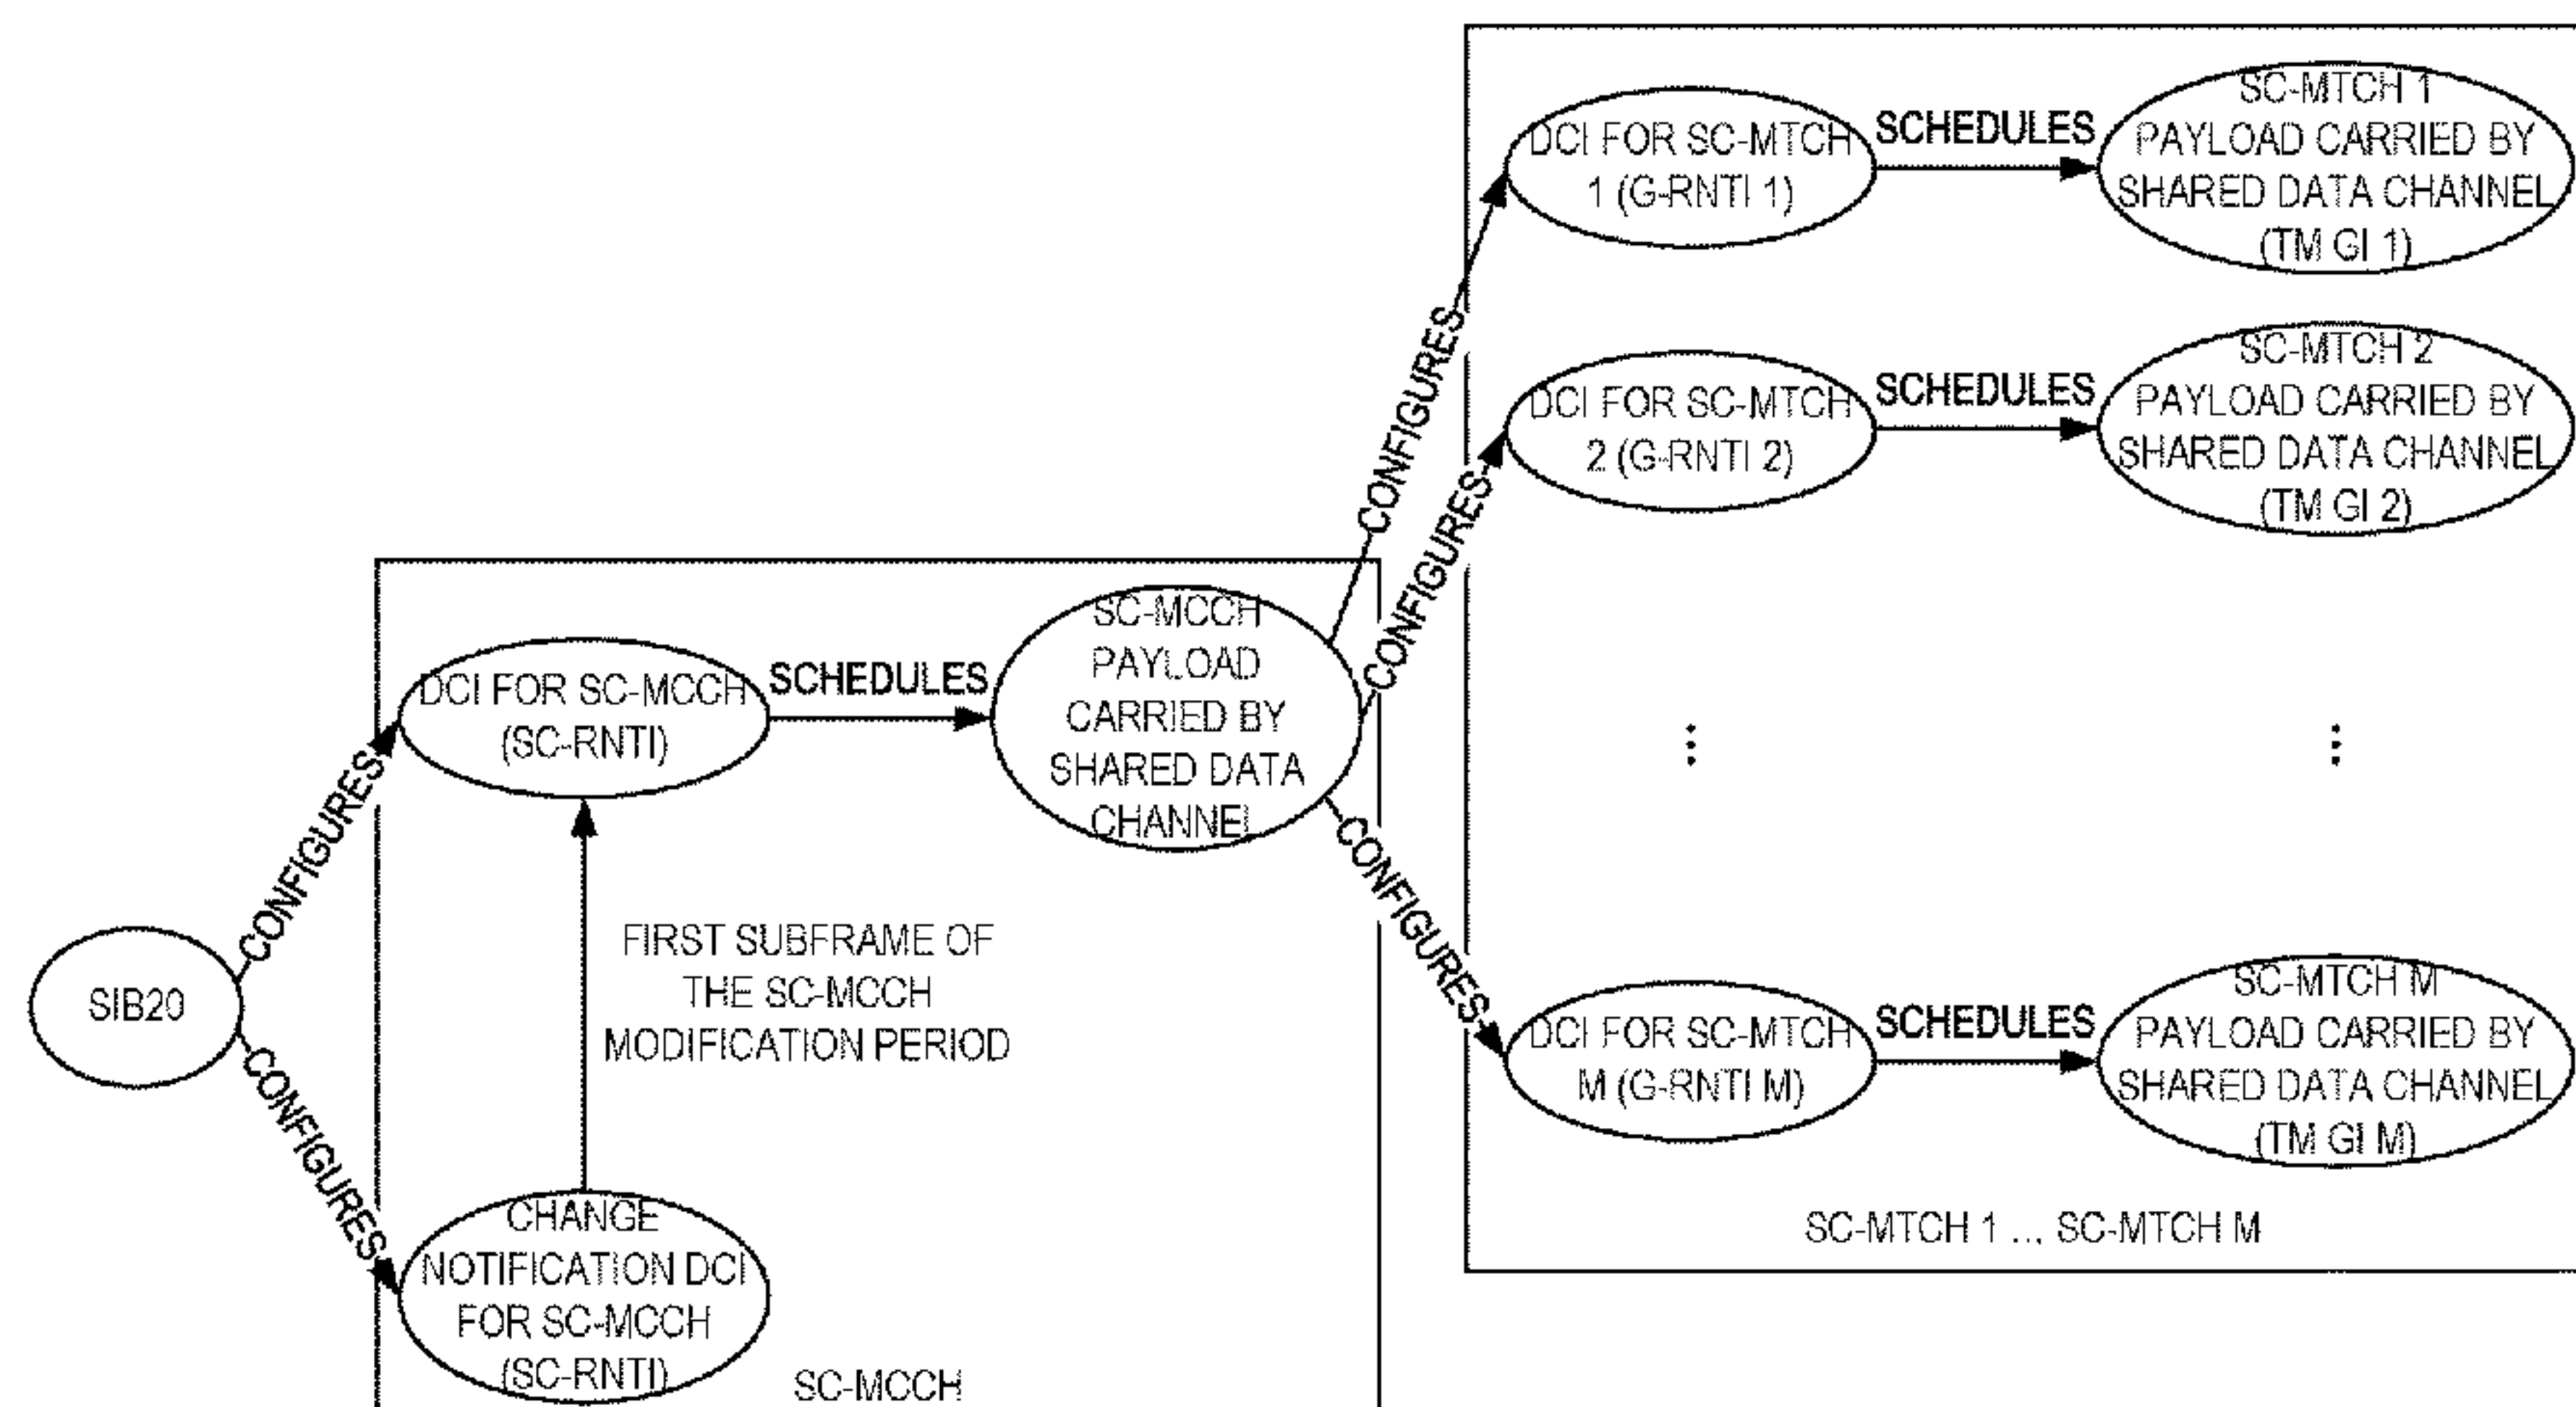 SIB20
CONFIGURES
CONFIGURES
DCI FOR SC-MCCH
(SC-RNTI)
SCHEDULES
SC-MCCH
PAYLOAD
CARRIED BY
SHARED DATA
CHANNEL
FIRST SUBFRAME OF
THE SC-MCCH
MODIFICATION PERIOD
CHANGE
NOTIFICATION DCI
FOR SC-MCCH
(SC-RNTI)
SC-MCCH
CONFIGURES
CONFIGURES
CONFIGURES
DCI FOR SC-MTCH
1 (G-RNTI 1)
SCHEDULES
SC-MTCH 1
PAYLOAD CARRIED BY
SHARED DATA CHANNEL
(TM GI 1)
DCI FOR SC-MTCH
2 (G-RNTI 2)
SCHEDULES
SC-MTCH 2
PAYLOAD CARRIED BY
SHARED DATA CHANNEL
(TM GI 2)
⋮
⋮
DCI FOR SC-MTCH
M (G-RNTI M)
SCHEDULES
SC-MTCH M
PAYLOAD CARRIED BY
SHARED DATA CHANNEL
(TM GI M)
SC-MTCH 1 ... SC-MTCH M